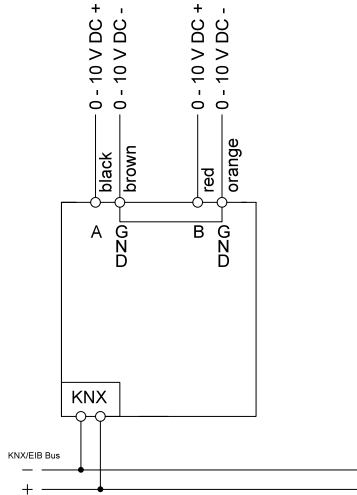 0 - 10 V DC +
0 - 10 V DC -
0 - 10 V DC +
0 - 10 V DC -
black
brown
red
orange
A
GND
B
GND
KNX
KNX/EIB Bus
−
+